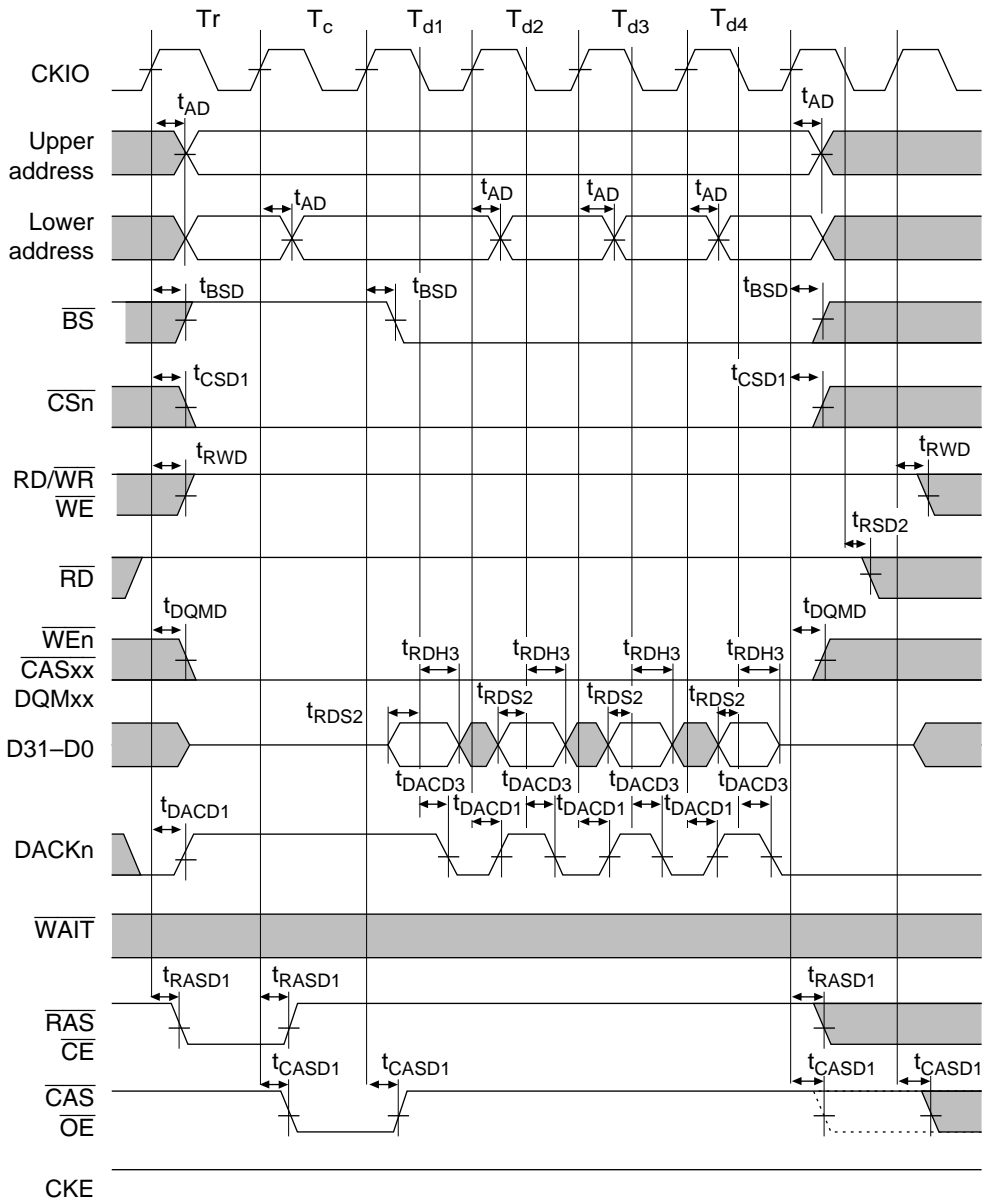 Tr Tc Td1 Td2 Td3 Td4
CKIO
tAD tAD
Upper
address
tAD tAD tAD tAD
Lower
address
tBSD tBSD tBSD
BS
tCSD1 tCSD1
CSn
tRWD tRWD
RD/WR
WE
tRSD2
RD
tDQMD tDQMD
WEn
CASxx
DQMxx
tRDH3 tRDH3 tRDH3 tRDH3
tRDS2 tRDS2 tRDS2 tRDS2
D31–D0
tDACD3 tDACD3 tDACD3 tDACD3
tDACD1 tDACD1 tDACD1 tDACD1
DACKn
WAIT
tRASD1 tRASD1 tRASD1
RAS
CE
tCASD1 tCASD1 tCASD1 tCASD1
CAS
OE
CKE